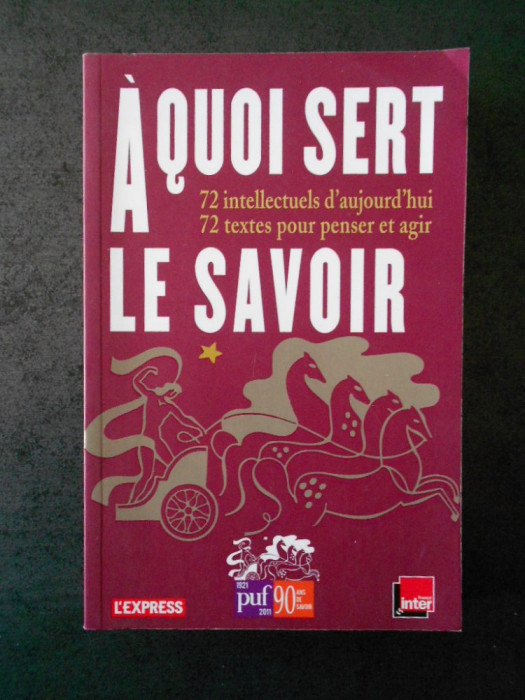 À QUOI SERT
72 intellectuels d'aujourd'hui
72 textes pour penser et agir
LE SAVOIR
L'EXPRESS
1921
puf
2011
90
ANS
DE
SAVOIR
france
inter